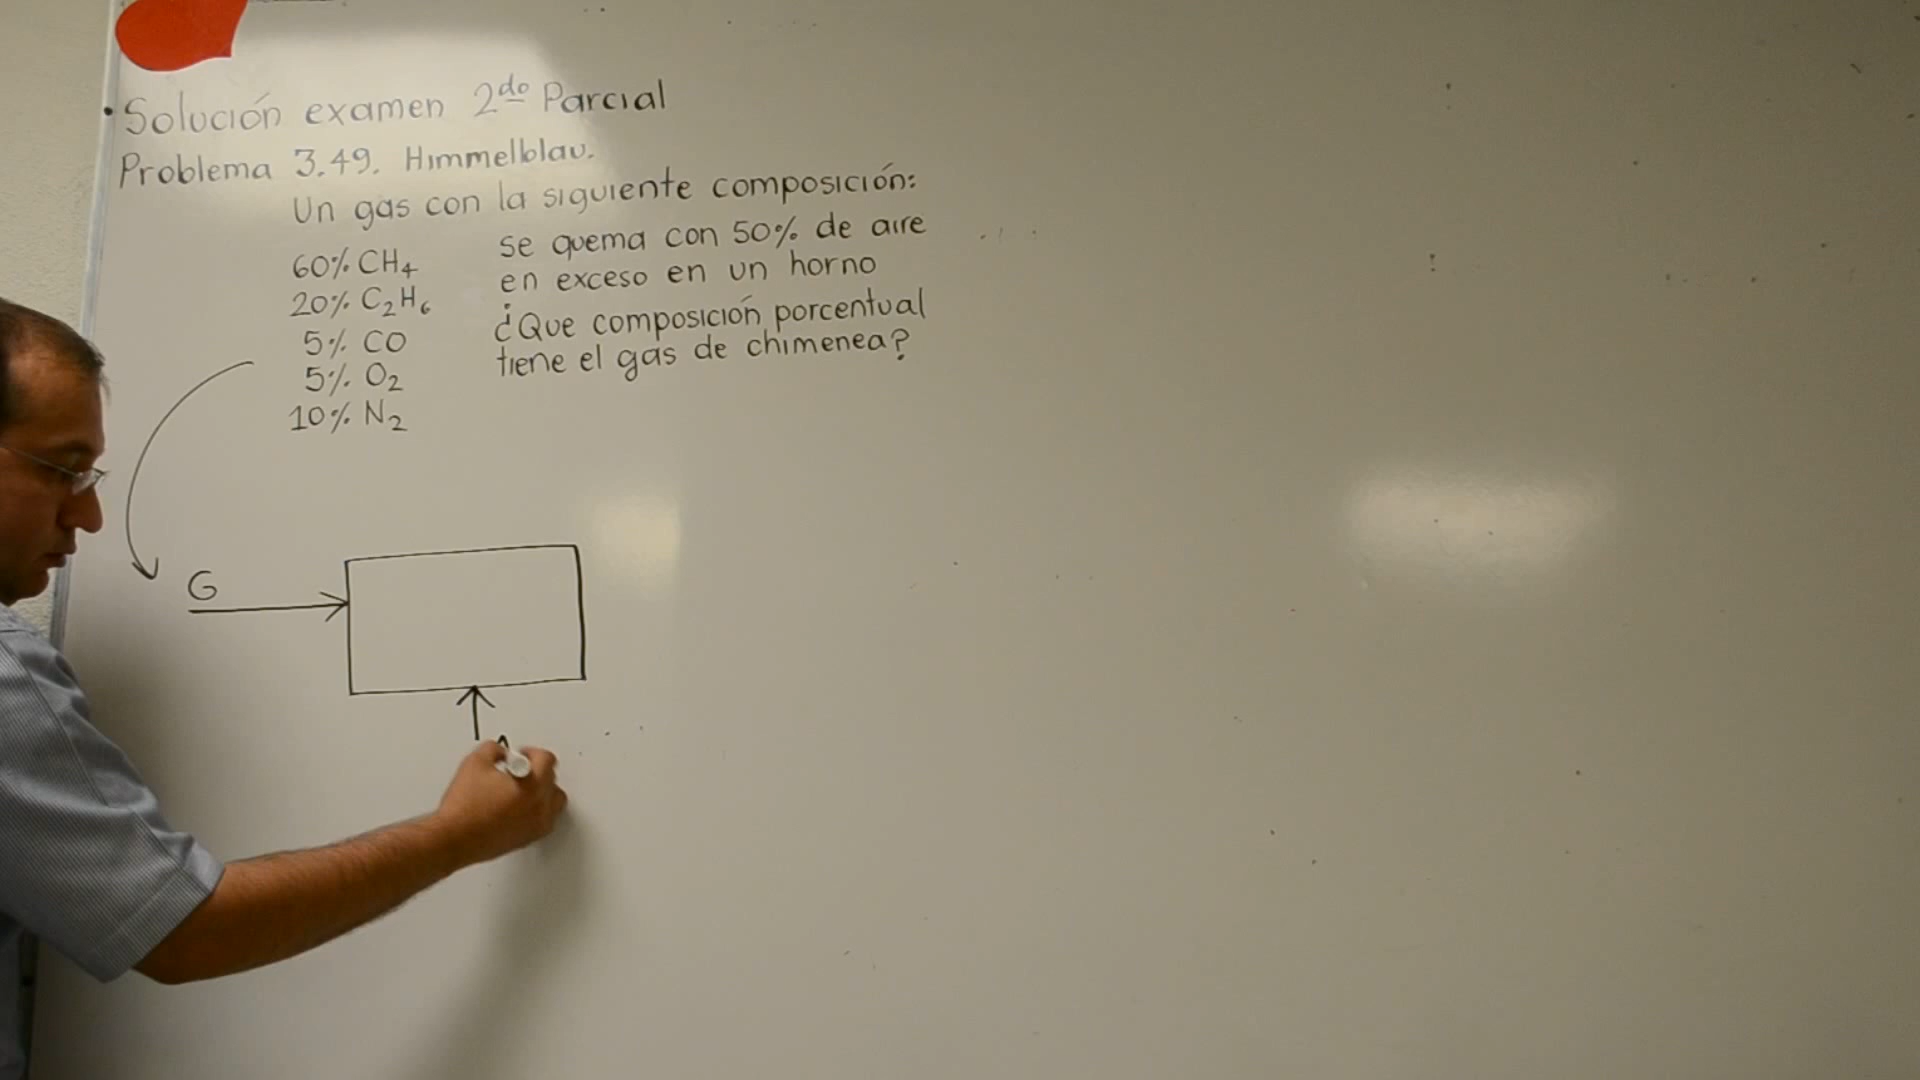 • Solución examen 2do Parcial
Problema 3.49. Himmelblau.
Un gas con la siguiente composición:
60% CH4
20% C2H6
5% CO
5% O2
10% N2
se quema con 50% de aire
en exceso en un horno
¿Que composición porcentual
tiene el gas de chimenea?
G